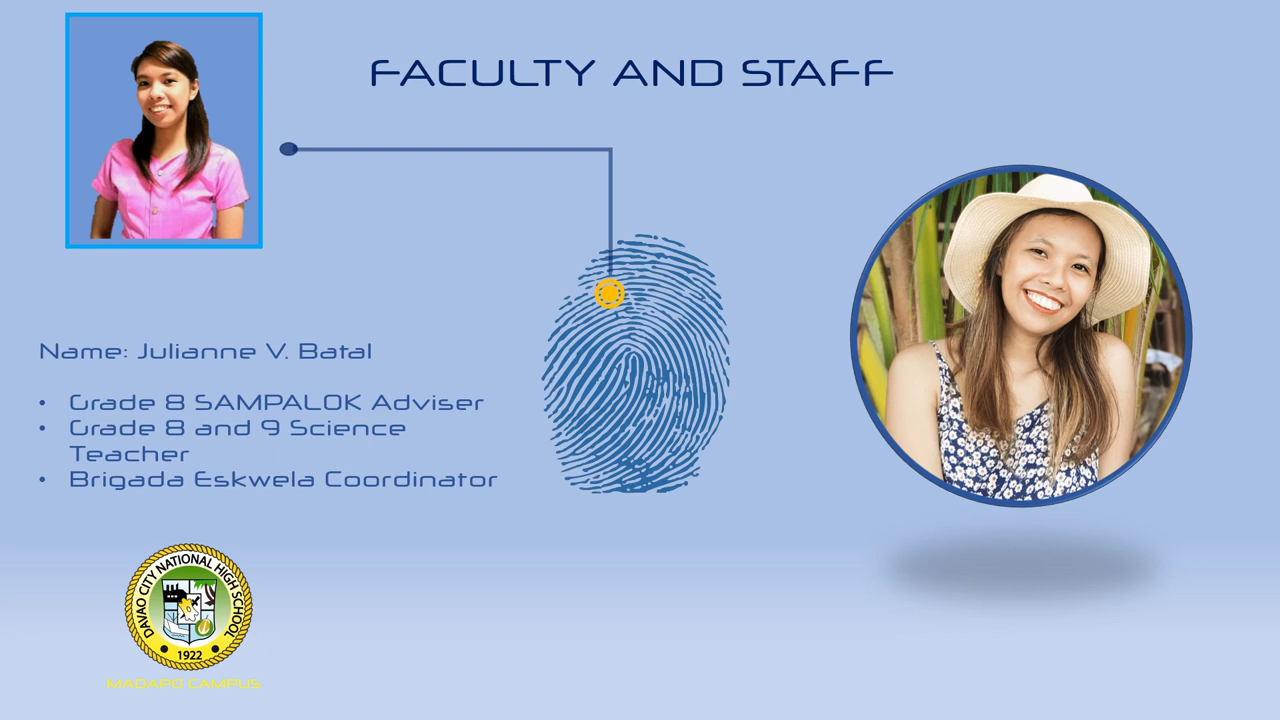 FACULTY AND STAFF
Name: Julianne V. Batal
• Grade 8 SAMPALOK Adviser
• Grade 8 and 9 Science
Teacher
• Brigada Eskwela Coordinator
DAVAO CITY NATIONAL HIGH SCHOOL
1922
MADAPO CAMPUS